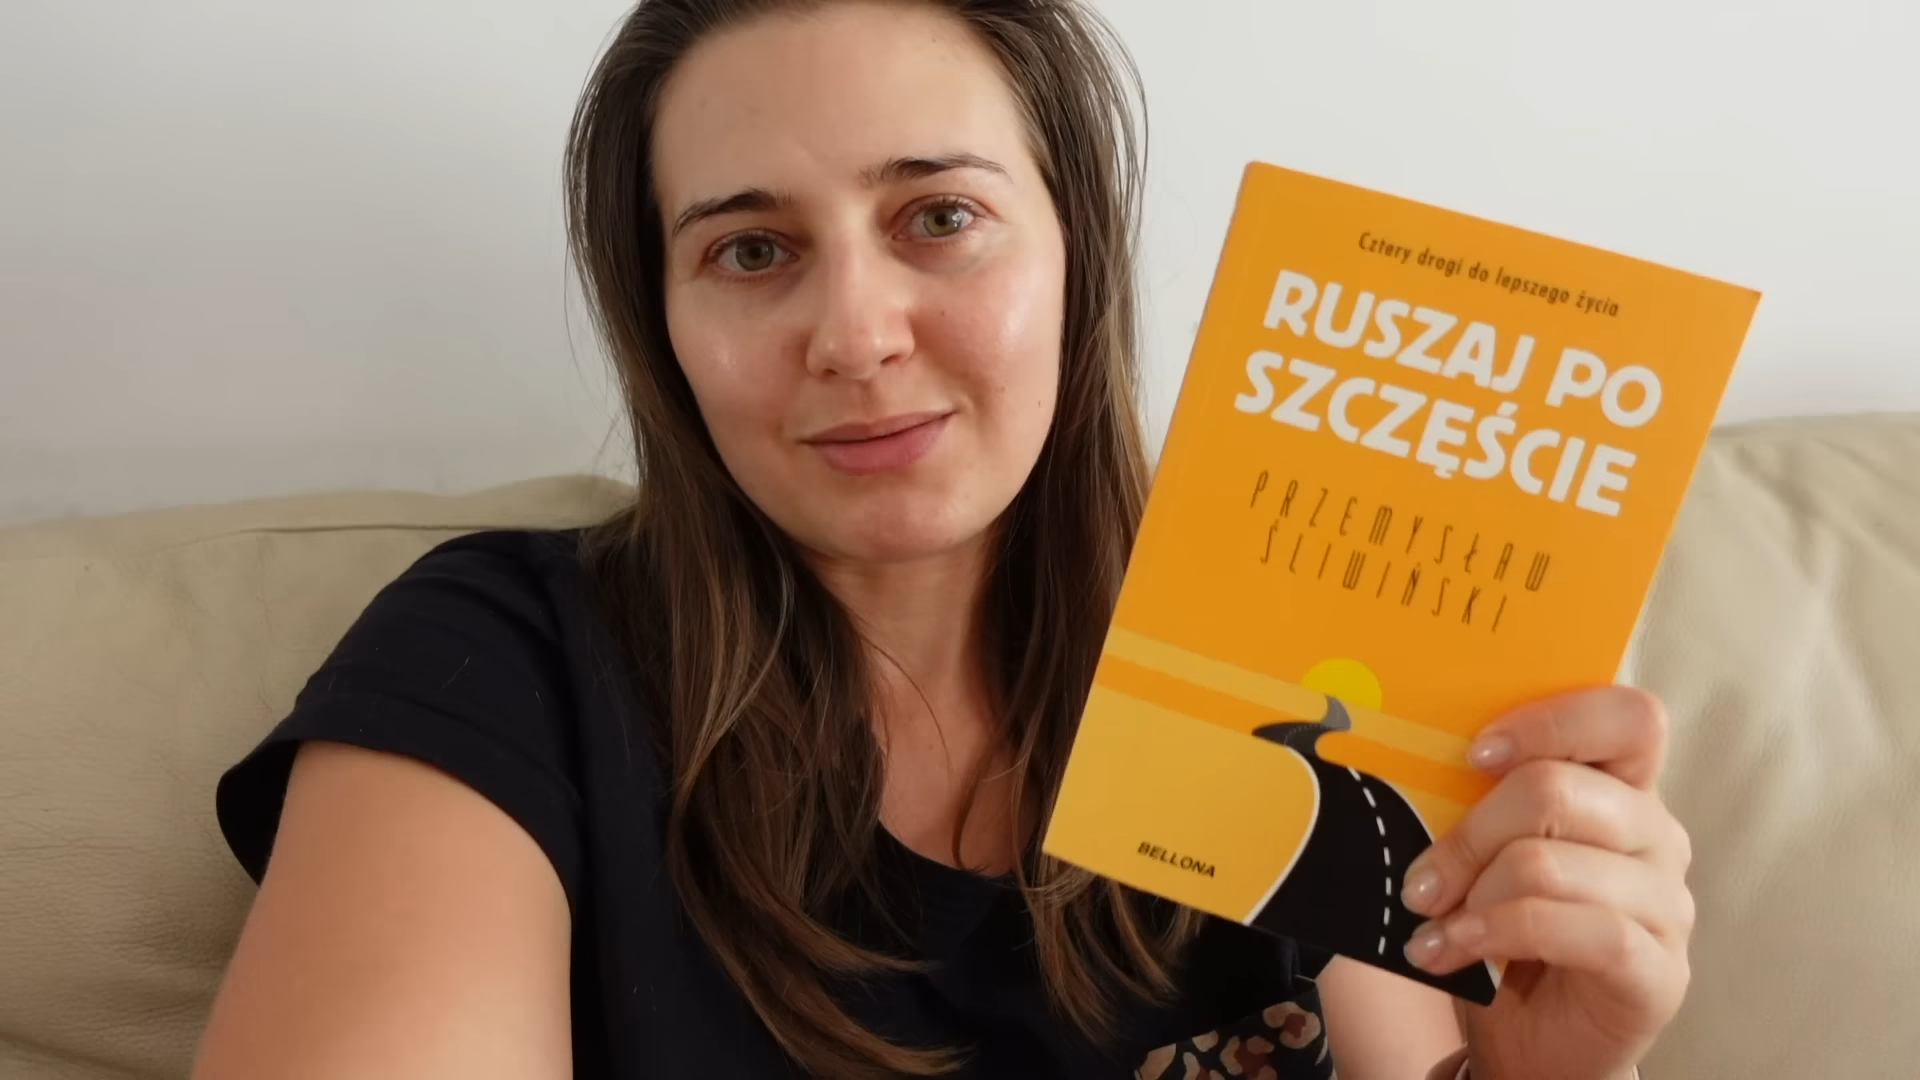 Cztery drogi do lepszego życia
RUSZAJ PO
SZCZĘŚCIE
PRZEMYSŁAW
ŚLIWIŃSKI
BELLONA